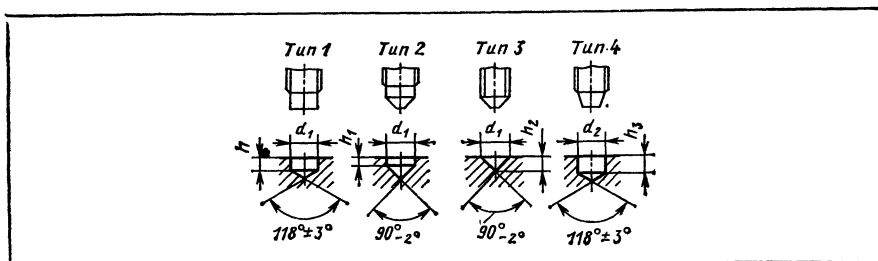 Тип 1 Тип 2 Тип 3 Тип 4
h d₁ h₁ d₁ d₁ h₂ d₂ h₃
118°±3° 90°₋₂° 90°₋₂° 118°±3°